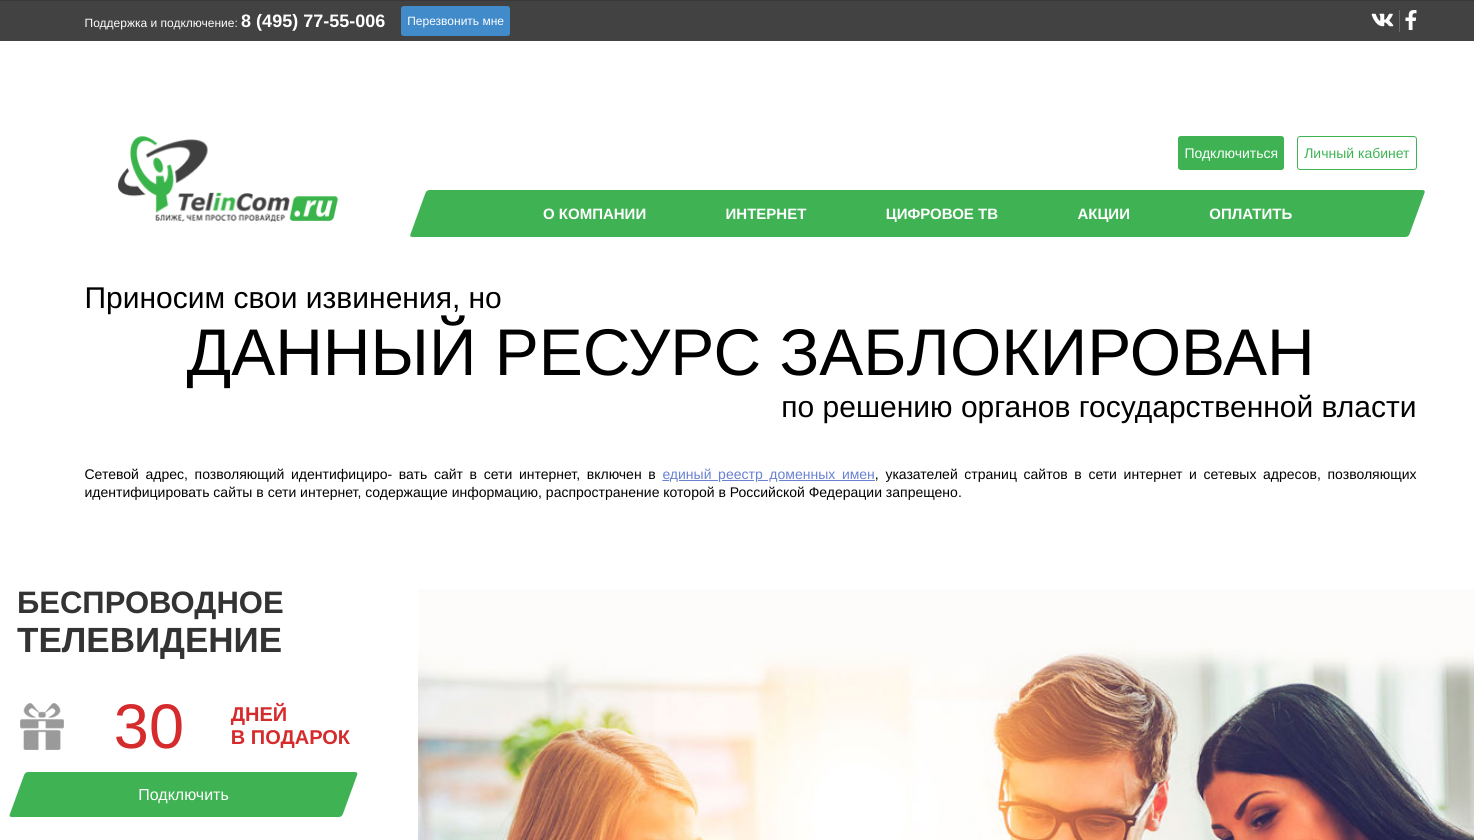 Поддержка и подключение: 8 (495) 77-55-006 Перезвонить мне
Подключиться Личный кабинет
TelinCom.ru
БЛИЖЕ, ЧЕМ ПРОСТО ПРОВАЙДЕР
О КОМПАНИИ ИНТЕРНЕТ ЦИФРОВОЕ ТВ АКЦИИ ОПЛАТИТЬ
Приносим свои извинения, но
ДАННЫЙ РЕСУРС ЗАБЛОКИРОВАН
по решению органов государственной власти
Сетевой адрес, позволяющий идентифициро- вать сайт в сети интернет, включен в единый реестр доменных имен, указателей страниц сайтов в сети интернет и сетевых адресов, позволяющих
идентифицировать сайты в сети интернет, содержащие информацию, распространение которой в Российской Федерации запрещено.
БЕСПРОВОДНОЕ
ТЕЛЕВИДЕНИЕ
30 ДНЕЙ
В ПОДАРОК
Подключить